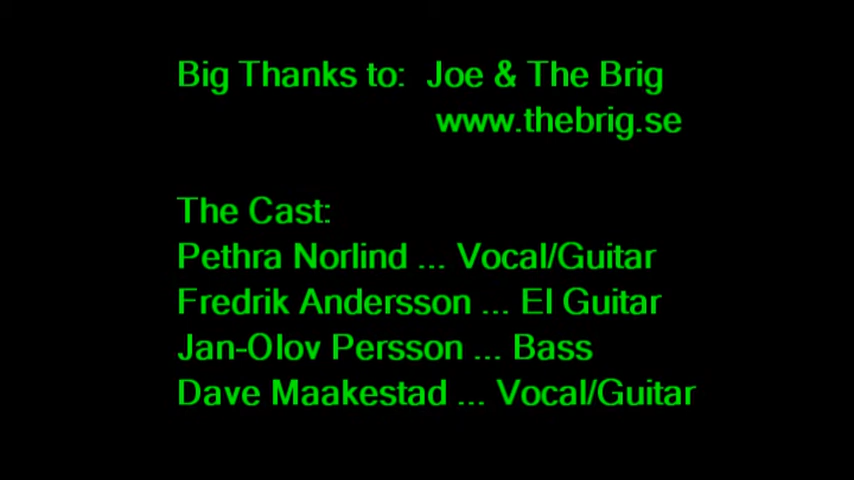 Big Thanks to: Joe & The Brig
www.thebrig.se
The Cast:
Pethra Norlind ... Vocal/Guitar
Fredrik Andersson ... El Guitar
Jan-Olov Persson ... Bass
Dave Maakestad ... Vocal/Guitar